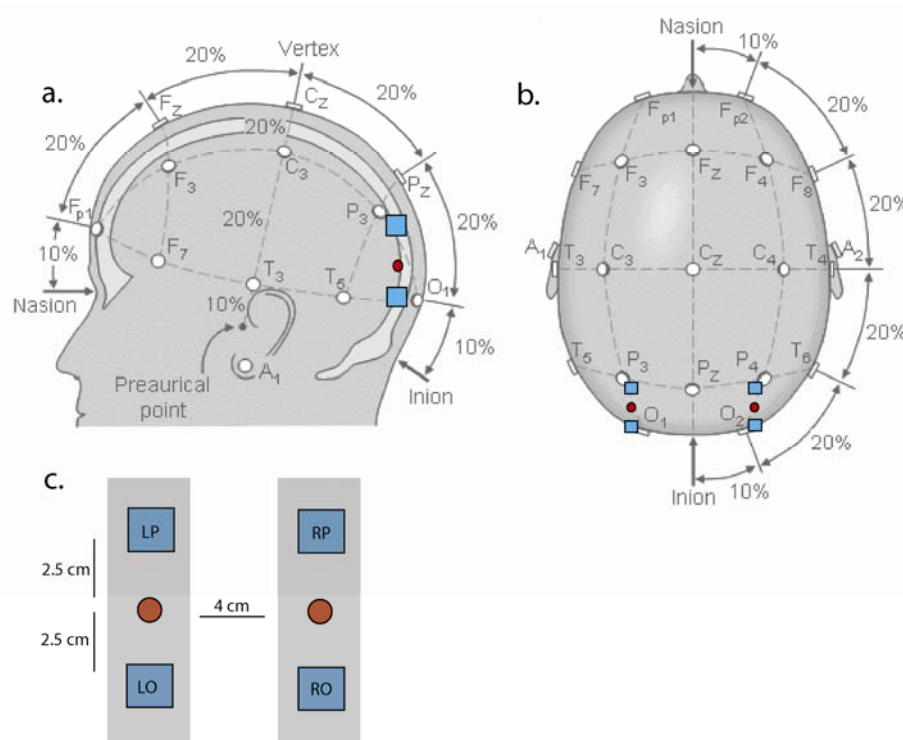 a.
Vertex
20%
20%
20%
20%
20%
20%
10%
10%
10%
Fz
Cz
Pz
Fp1
F3
C3
P3
F7
T3
T5
O1
A1
Nasion
Preaurical
point
Inion
b.
Nasion
10%
20%
20%
20%
20%
10%
Fp1
Fp2
F7
F3
Fz
F4
F8
A1
T3
C3
Cz
C4
T4
A2
T5
P3
Pz
P4
T6
O1
O2
Inion
c.
LP
RP
2.5 cm
4 cm
2.5 cm
LO
RO